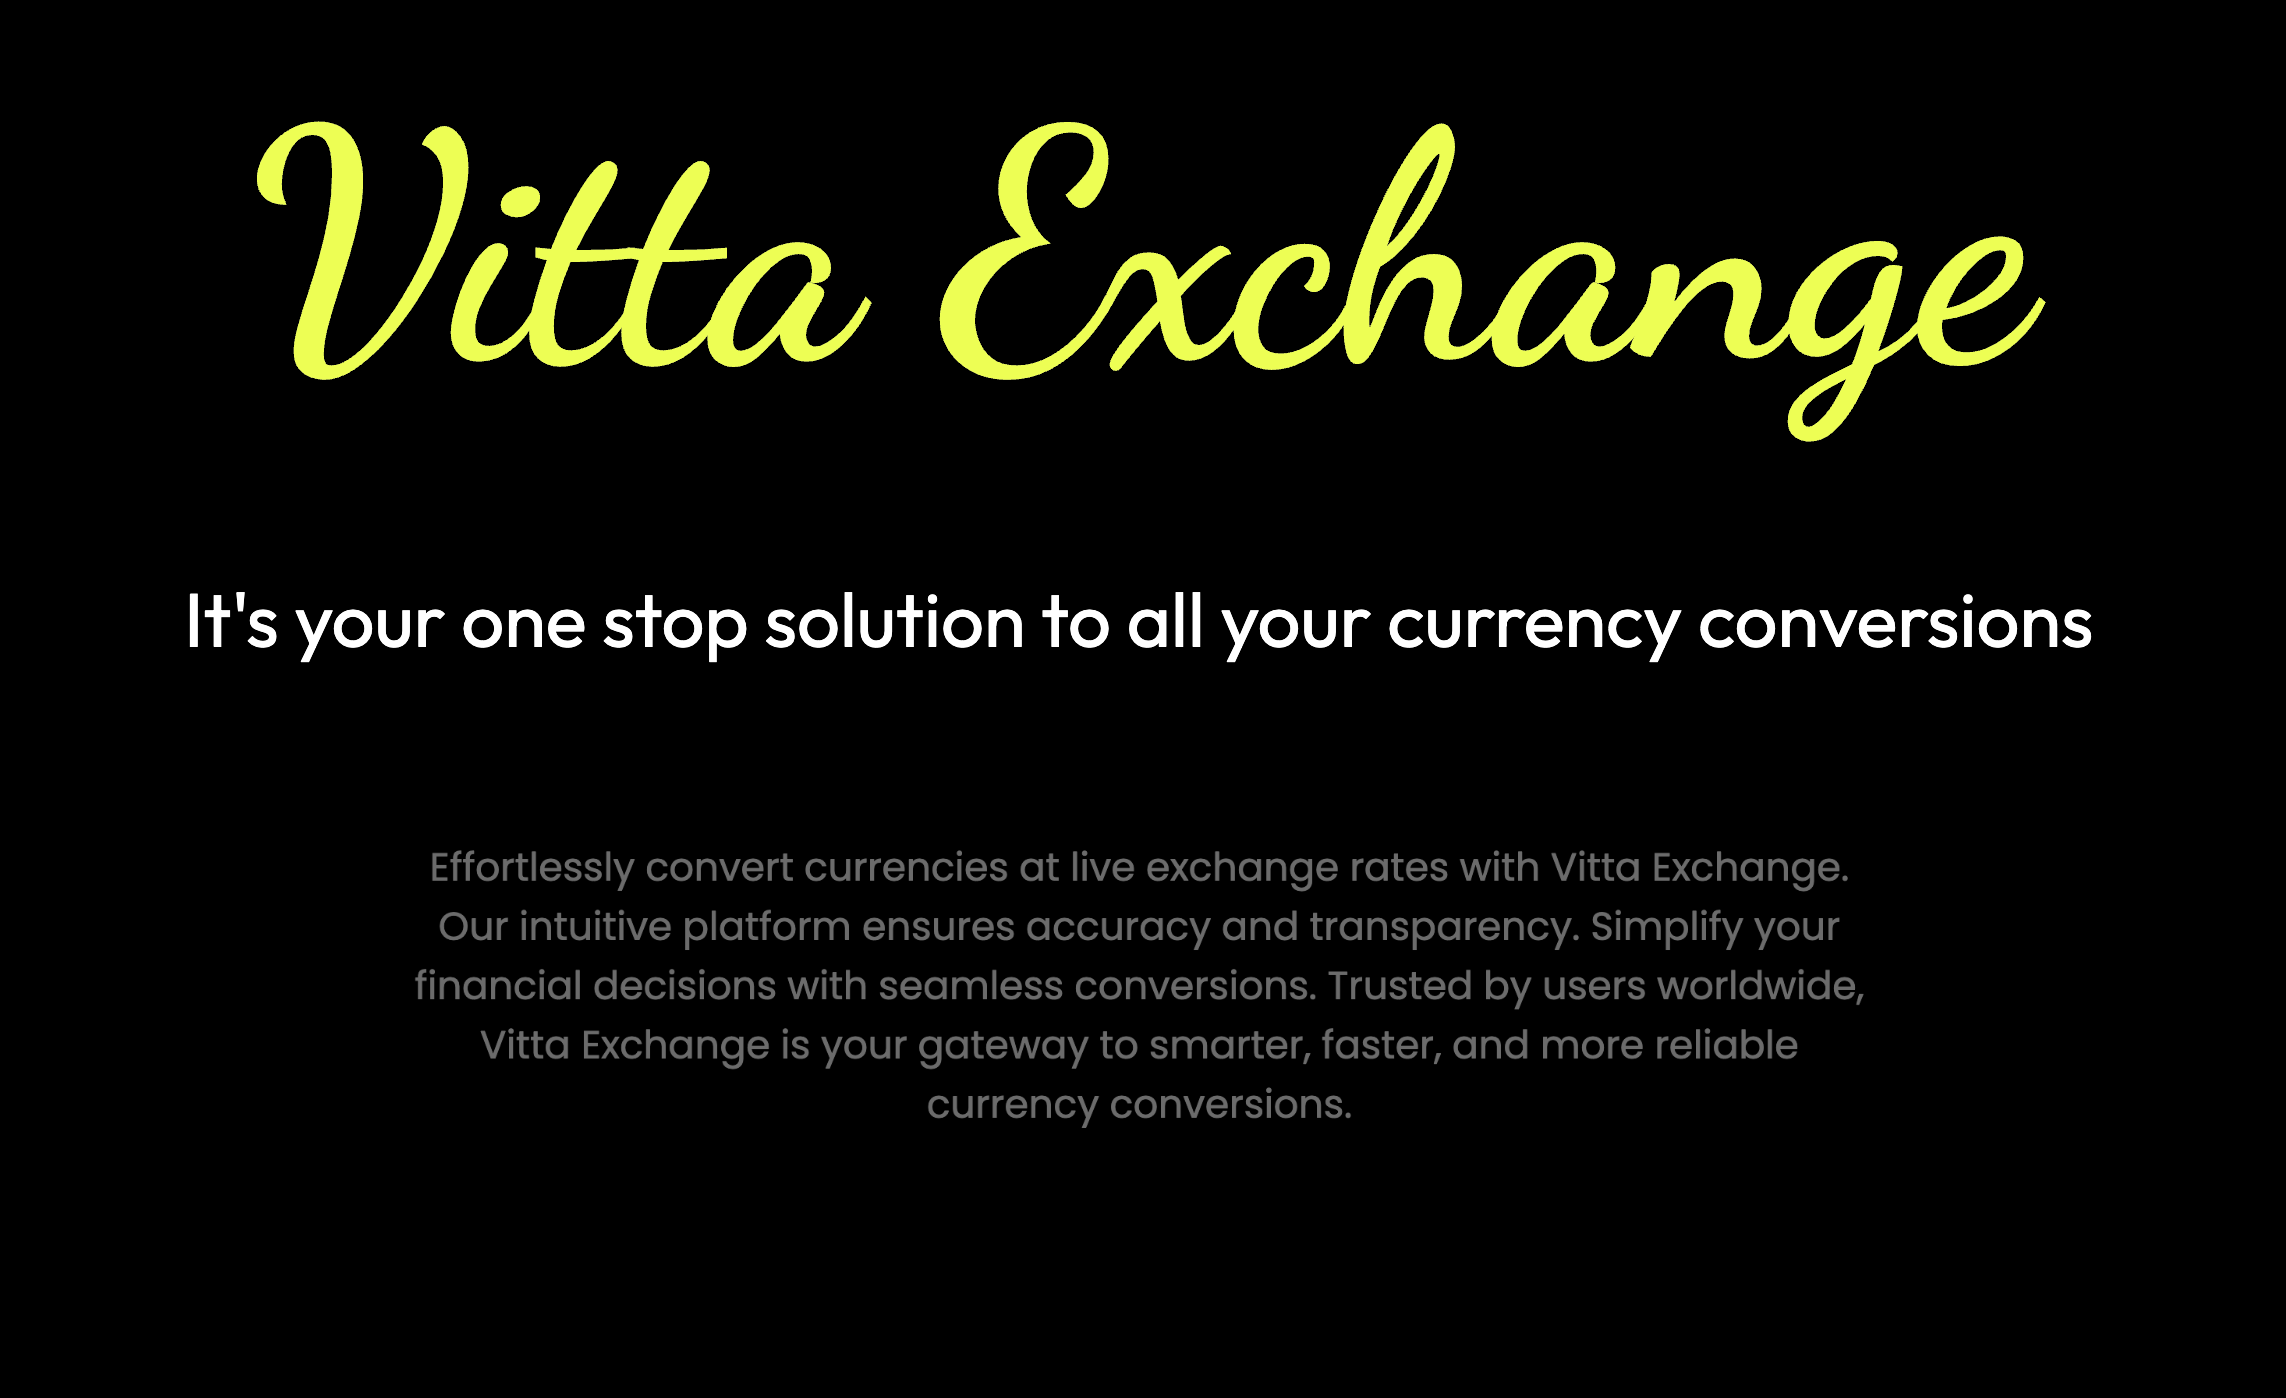 Vitta Exchange
It's your one stop solution to all your currency conversions
Effortlessly convert currencies at live exchange rates with Vitta Exchange.
Our intuitive platform ensures accuracy and transparency. Simplify your
financial decisions with seamless conversions. Trusted by users worldwide,
Vitta Exchange is your gateway to smarter, faster, and more reliable
currency conversions.